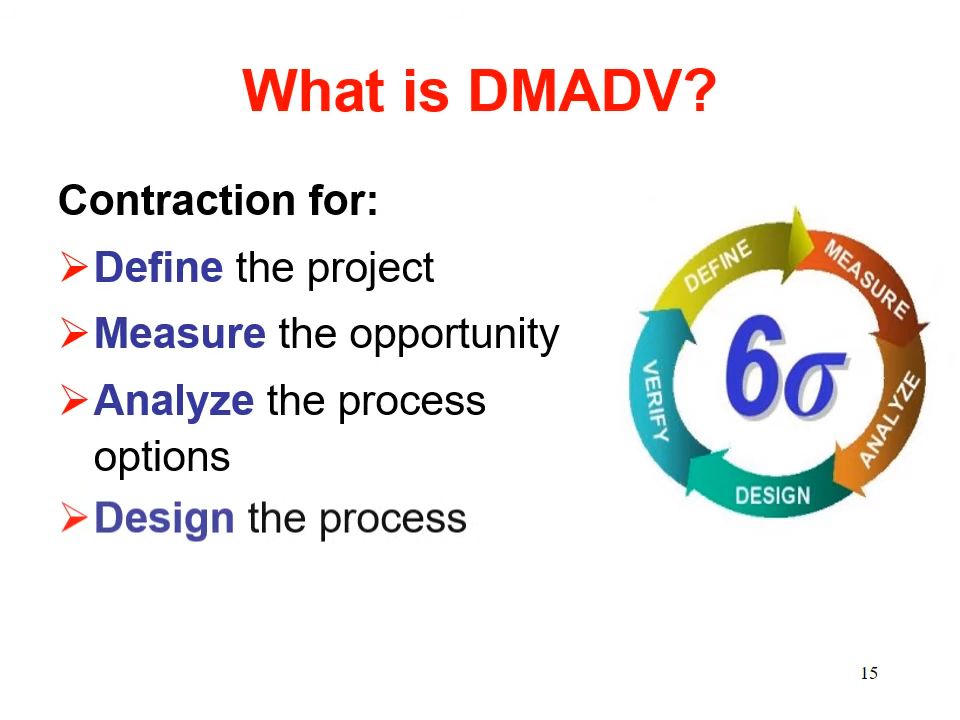 What is DMADV?
Contraction for:
Define the project
Measure the opportunity
Analyze the process
options
Design the process
DEFINE
MEASURE
ANALYZE
DESIGN
VERIFY
6σ
15